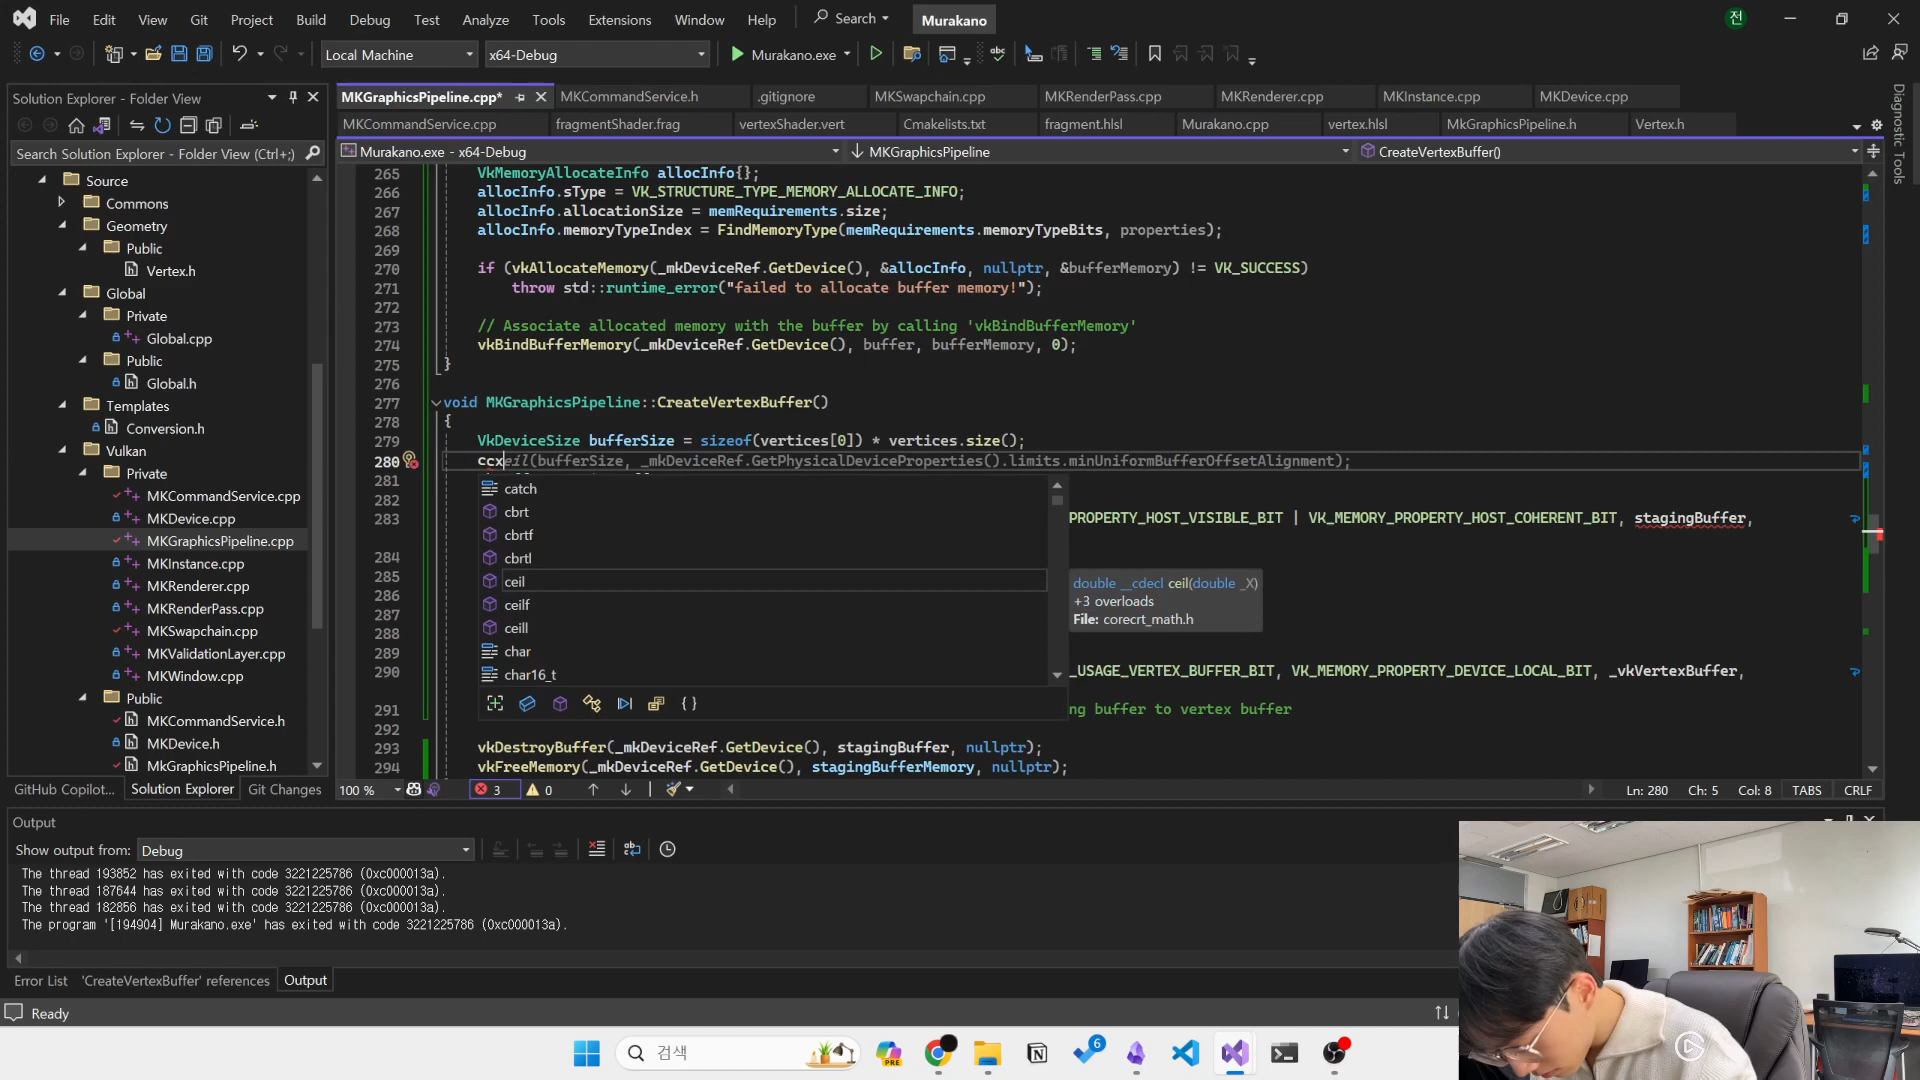 File Edit View Git Project Build Debug Test Analyze Tools Extensions Window Help Search Murakano 전
Local Machine x64-Debug Murakano.exe
Solution Explorer - Folder View
Search Solution Explorer - Folder View (Ctrl+;)
Source
Commons
Geometry
Public
Vertex.h
Global
Private
Global.cpp
Public
Global.h
Templates
Conversion.h
Vulkan
Private
MKCommandService.cpp
MKDevice.cpp
MKGraphicsPipeline.cpp
MKInstance.cpp
MKRenderer.cpp
MKRenderPass.cpp
MKSwapchain.cpp
MKValidationLayer.cpp
MKWindow.cpp
Public
MKCommandService.h
MKDevice.h
MkGraphicsPipeline.h
GitHub Copilot... Solution Explorer Git Changes
MKGraphicsPipeline.cpp* MKCommandService.h .gitignore MKSwapchain.cpp MKRenderPass.cpp MKRenderer.cpp MKInstance.cpp MKDevice.cpp
MKCommandService.cpp fragmentShader.frag vertexShader.vert Cmakelists.txt fragment.hlsl Murakano.cpp vertex.hlsl MkGraphicsPipeline.h Vertex.h
Murakano.exe - x64-Debug MKGraphicsPipeline CreateVertexBuffer()
265 VkMemoryAllocateInfo allocInfo{};
266 allocInfo.sType = VK_STRUCTURE_TYPE_MEMORY_ALLOCATE_INFO;
267 allocInfo.allocationSize = memRequirements.size;
268 allocInfo.memoryTypeIndex = FindMemoryType(memRequirements.memoryTypeBits, properties);
269
270 if (vkAllocateMemory(_mkDeviceRef.GetDevice(), &allocInfo, nullptr, &bufferMemory) != VK_SUCCESS)
271 throw std::runtime_error("failed to allocate buffer memory!");
272
273 // Associate allocated memory with the buffer by calling 'vkBindBufferMemory'
274 vkBindBufferMemory(_mkDeviceRef.GetDevice(), buffer, bufferMemory, 0);
275 }
276
277 void MKGraphicsPipeline::CreateVertexBuffer()
278 {
279 VkDeviceSize bufferSize = sizeof(vertices[0]) * vertices.size();
280 ccxeil(bufferSize, _mkDeviceRef.GetPhysicalDeviceProperties().limits.minUniformBufferOffsetAlignment);
281
282
283 PROPERTY_HOST_VISIBLE_BIT | VK_MEMORY_PROPERTY_HOST_COHERENT_BIT, stagingBuffer,
284
285
286
287
288
289
290 _USAGE_VERTEX_BUFFER_BIT, VK_MEMORY_PROPERTY_DEVICE_LOCAL_BIT, _vkVertexBuffer,
291 ng buffer to vertex buffer
292
293 vkDestroyBuffer(_mkDeviceRef.GetDevice(), stagingBuffer, nullptr);
294 vkFreeMemory(_mkDeviceRef.GetDevice(), stagingBufferMemory, nullptr);
catch
cbrt
cbrtf
cbrtl
ceil
ceilf
ceill
char
char16_t
double __cdecl ceil(double _X)
+3 overloads
File: corecrt_math.h
100 % 3 0 Ln: 280 Ch: 5 Col: 8 TABS CRLF
Diagnostic Tools
Output
Show output from: Debug
The thread 193852 has exited with code 3221225786 (0xc000013a).
The thread 187644 has exited with code 3221225786 (0xc000013a).
The thread 182856 has exited with code 3221225786 (0xc000013a).
The program '[194904] Murakano.exe' has exited with code 3221225786 (0xc000013a).
Error List 'CreateVertexBuffer' references Output
Ready
검색 PRE 6